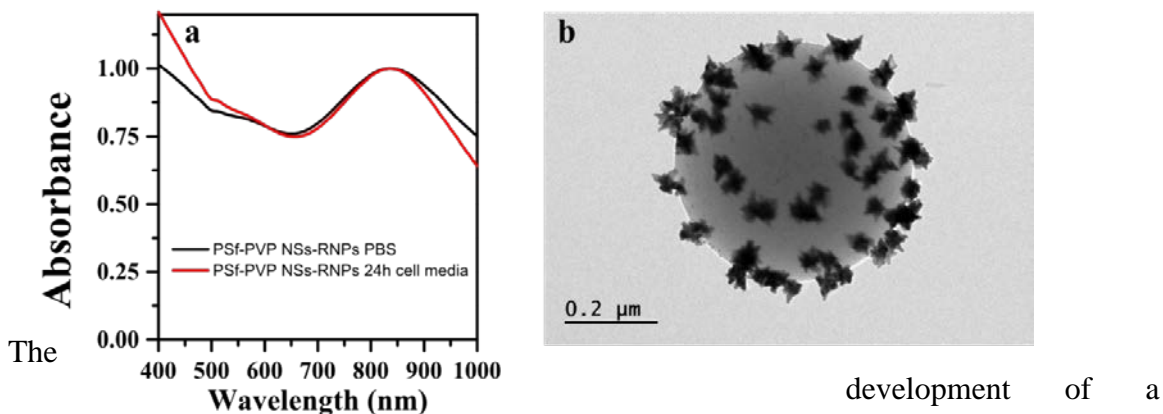 a
b
Absorbance
1.00
0.75
0.50
0.25
0.00
PSf-PVP NSs-RNPs PBS
PSf-PVP NSs-RNPs 24h cell media
400 500 600 700 800 900 1000
Wavelength (nm)
0.2 µm
The
development of a